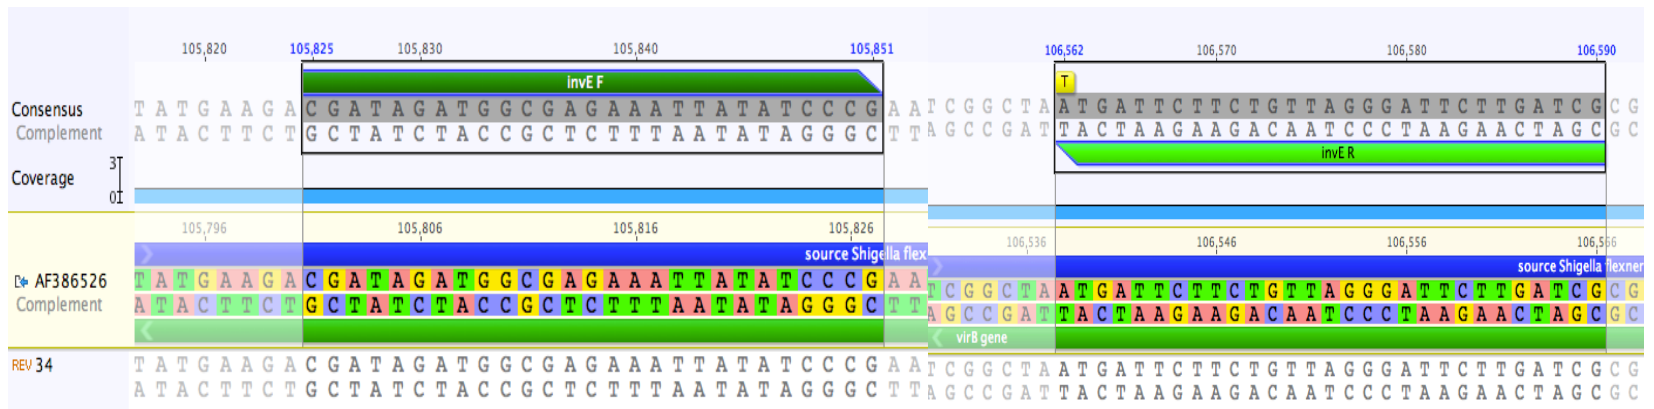 105,820 105,825 105,830 105,840 105,851 106,562 106,570 106,580 106,590
invE F T
Consensus T A T G A A G A C G A T A G A T G G C G A G A A A T T A T A T C C C G A A T C G G C T A A T G A T T C T T C T G T T A G G G A T T C T T G A T C G C G
Complement A T A C T T C T G C T A T C T A C C G C T C T T T A A T A T A G G G C T T A G C C G A T T A C T A A G A A G A C A A T C C C T A A G A A C T A G C G C
invE R
3
Coverage
0
105,796 105,806 105,816 105,826 106,536 106,546 106,556 106,566
source Shigella flex source Shigella flexner
AF386526 T A T G A A G A C G A T A G A T G G C G A G A A A T T A T A T C C C G A A T C G G C T A A T G A T T C T T C T G T T A G G G A T T C T T G A T C G C G
Complement A T A C T T C T G C T A T C T A C C G C T C T T T A A T A T A G G G C T T A G C C G A T T A C T A A G A A G A C A A T C C C T A A G A A C T A G C G C
virB gene
REV 34 T A T G A A G A C G A T A G A T G G C G A G A A A T T A T A T C C C G A A T C G G C T A A T G A T T C T T C T G T T A G G G A T T C T T G A T C G C G
A T A C T T C T G C T A T C T A C C G C T C T T T A A T A T A G G G C T T A G C C G A T T A C T A A G A A G A C A A T C C C T A A G A A C T A G C G C